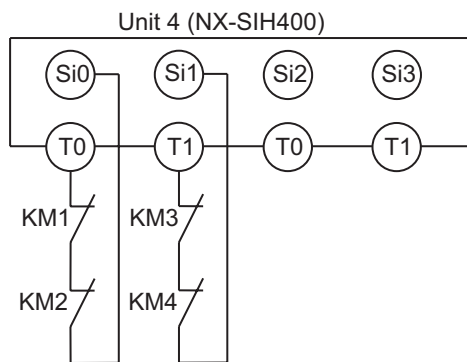 Unit 4 (NX-SIH400)
Si0 Si1 Si2 Si3
T0 T1 T0 T1
KM1 KM3
KM2 KM4